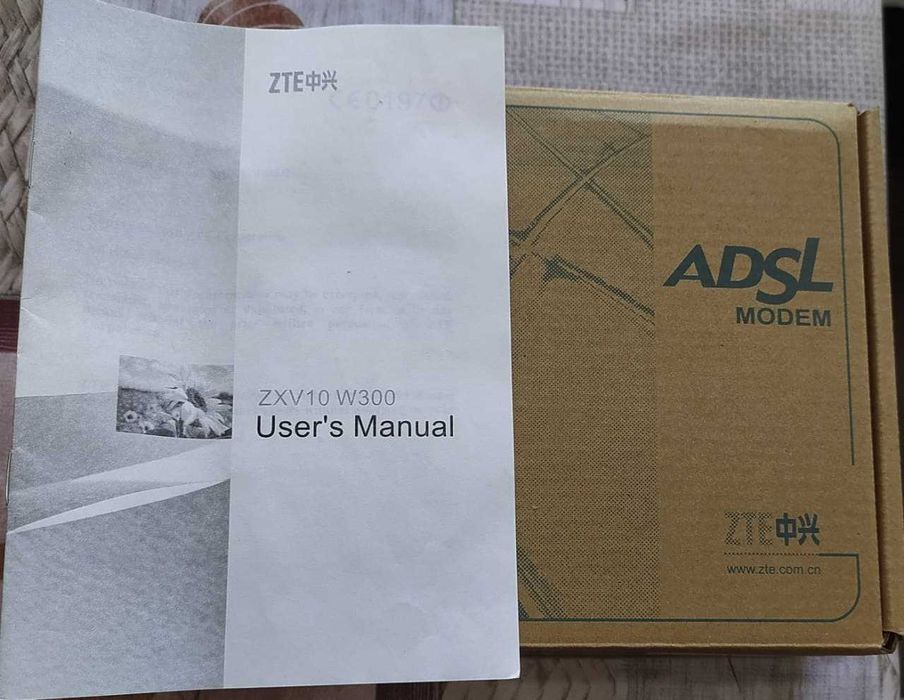 ZTE中兴
ZXV10 W300
User's Manual
ADSL
MODEM
ZTE中兴
www.zte.com.cn